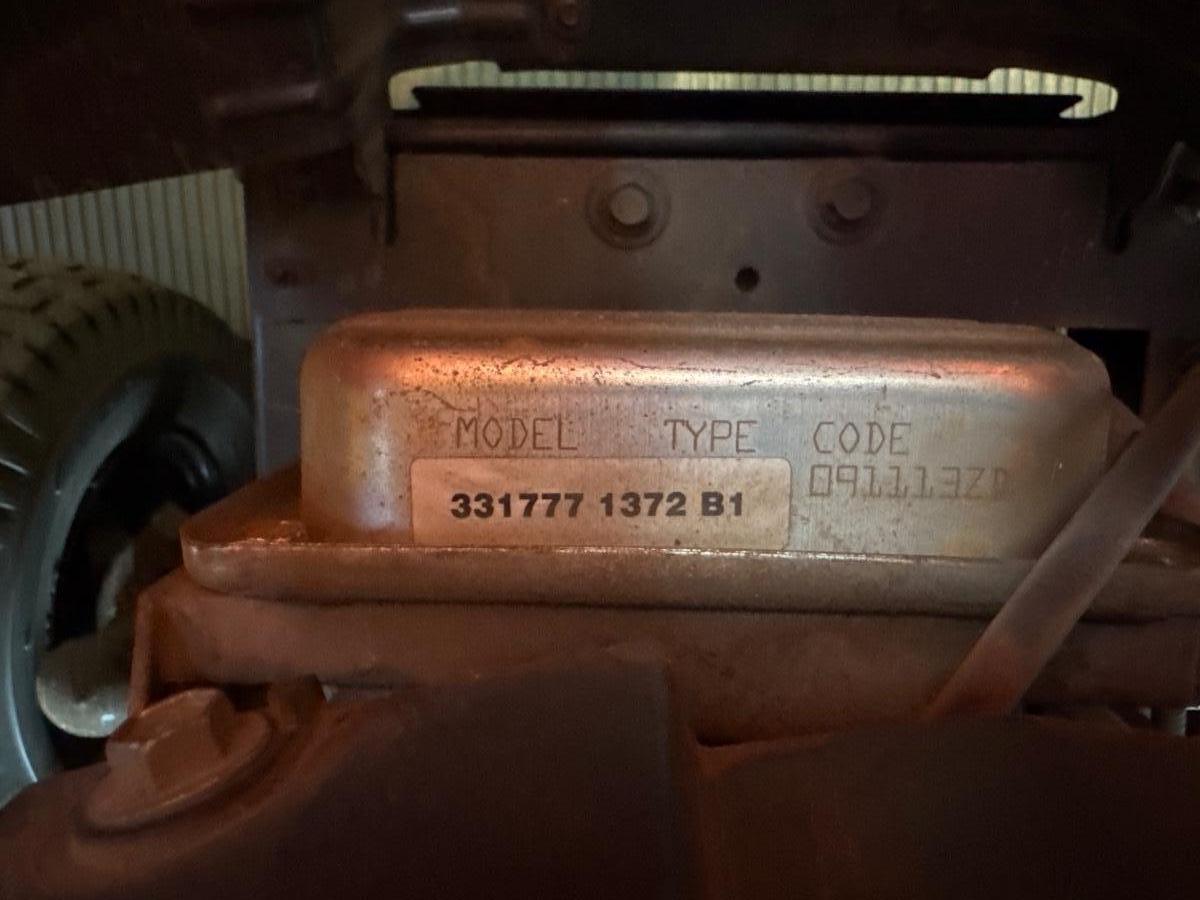 MODEL TYPE CODE
331777 1372 B1